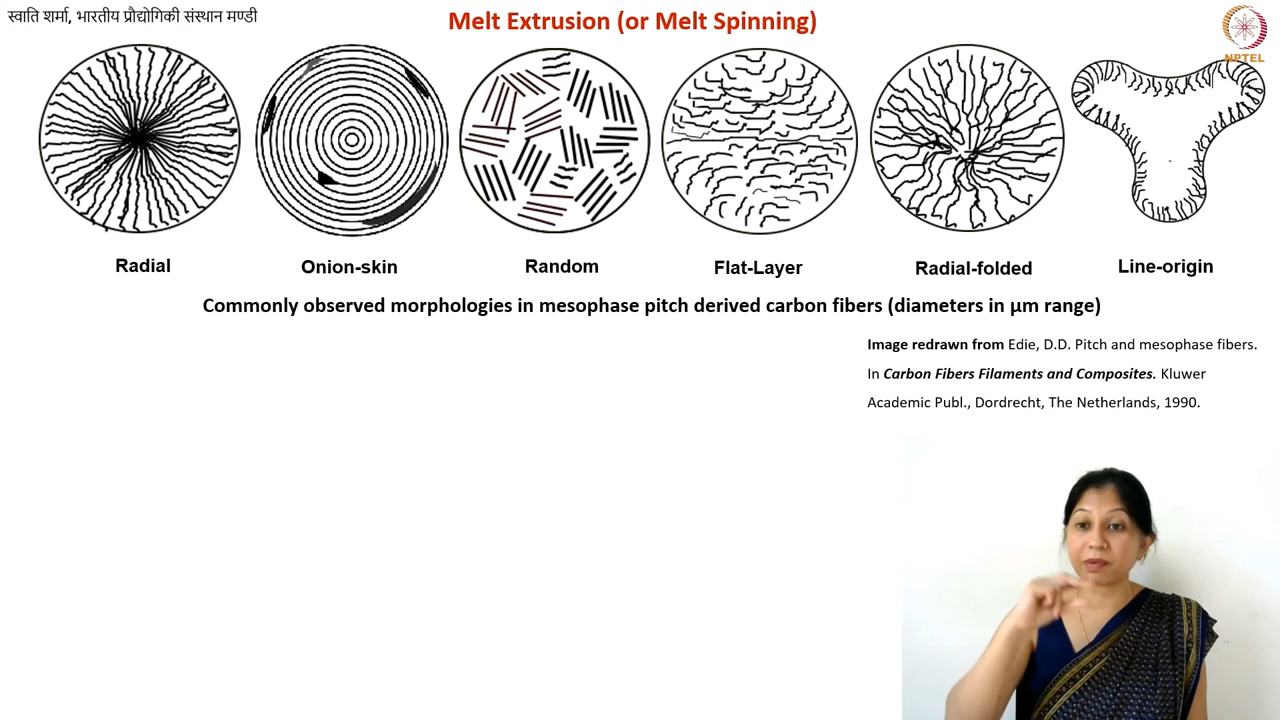 स्वाति शर्मा, भारतीय प्रौद्योगिकी संस्थान मण्डी
Melt Extrusion (or Melt Spinning)
NPTEL
Radial
Onion-skin
Random
Flat-Layer
Radial-folded
Line-origin
Commonly observed morphologies in mesophase pitch derived carbon fibers (diameters in µm range)
Image redrawn from Edie, D.D. Pitch and mesophase fibers.
In Carbon Fibers Filaments and Composites. Kluwer
Academic Publ., Dordrecht, The Netherlands, 1990.